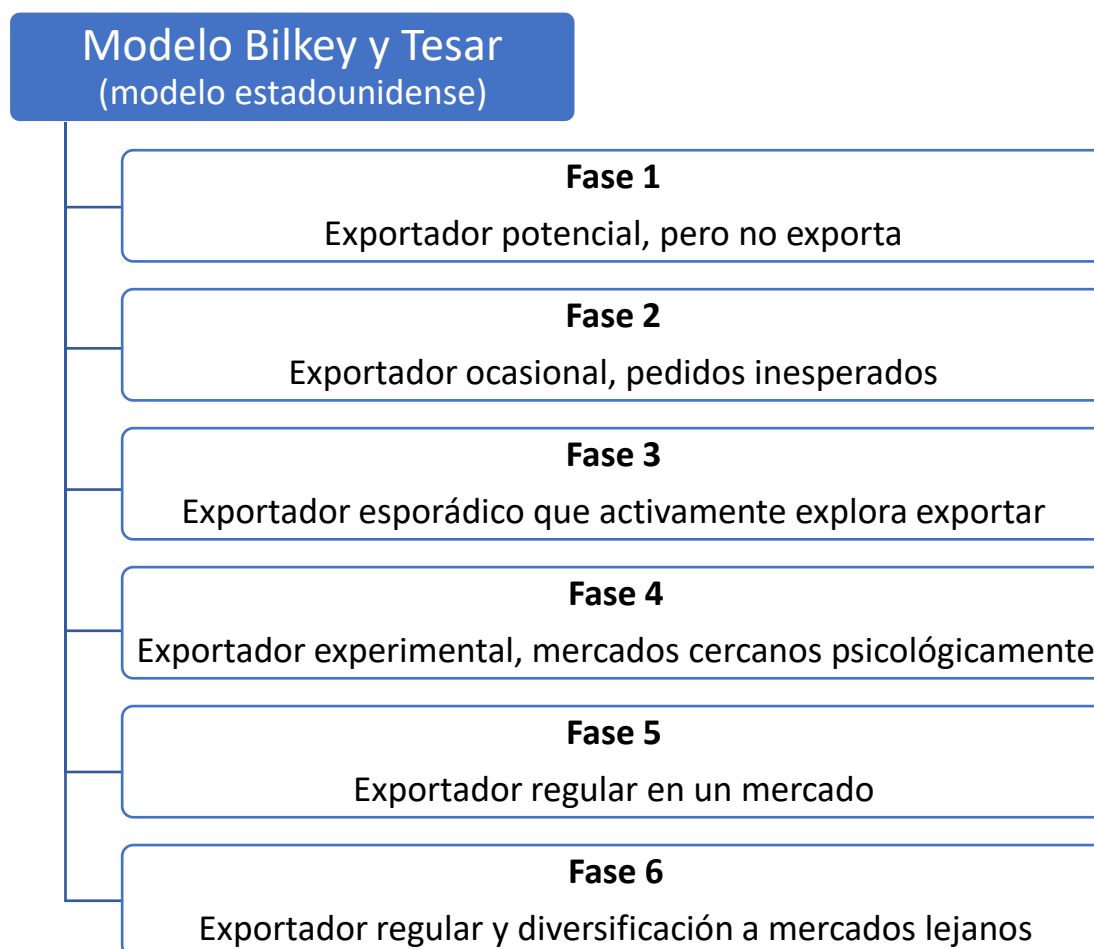 Modelo Bilkey y Tesar
(modelo estadounidense)
Fase 1
Exportador potencial, pero no exporta
Fase 2
Exportador ocasional, pedidos inesperados
Fase 3
Exportador esporádico que activamente explora exportar
Fase 4
Exportador experimental, mercados cercanos psicológicamente
Fase 5
Exportador regular en un mercado
Fase 6
Exportador regular y diversificación a mercados lejanos